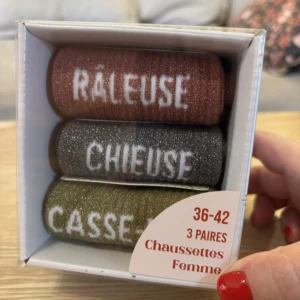 RÂLEUSE
CHIEUSE
CASSE-
36-42
3 PAIRES
Chaussettes
Femme